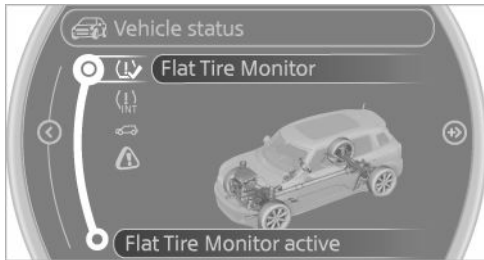 Vehicle status
Flat Tire Monitor
INT
Flat Tire Monitor active